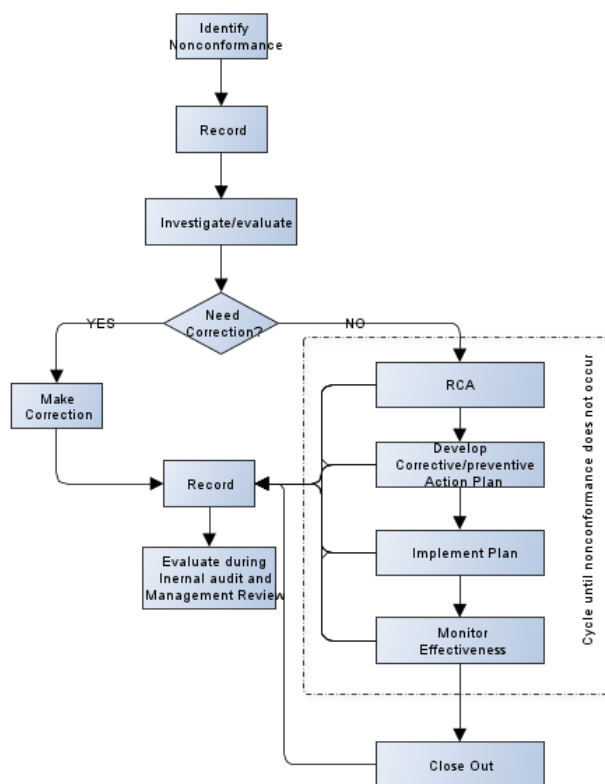 Identify
Nonconformance
Record
Investigate/evaluate
Need
Correction?
YES
NO
Make
Correction
Record
Evaluate during
Inernal audit and
Management Review
RCA
Develop
Corrective/preventive
Action Plan
Implement Plan
Monitor
Effectiveness
Cycle until nonconformance does not occur
Close Out